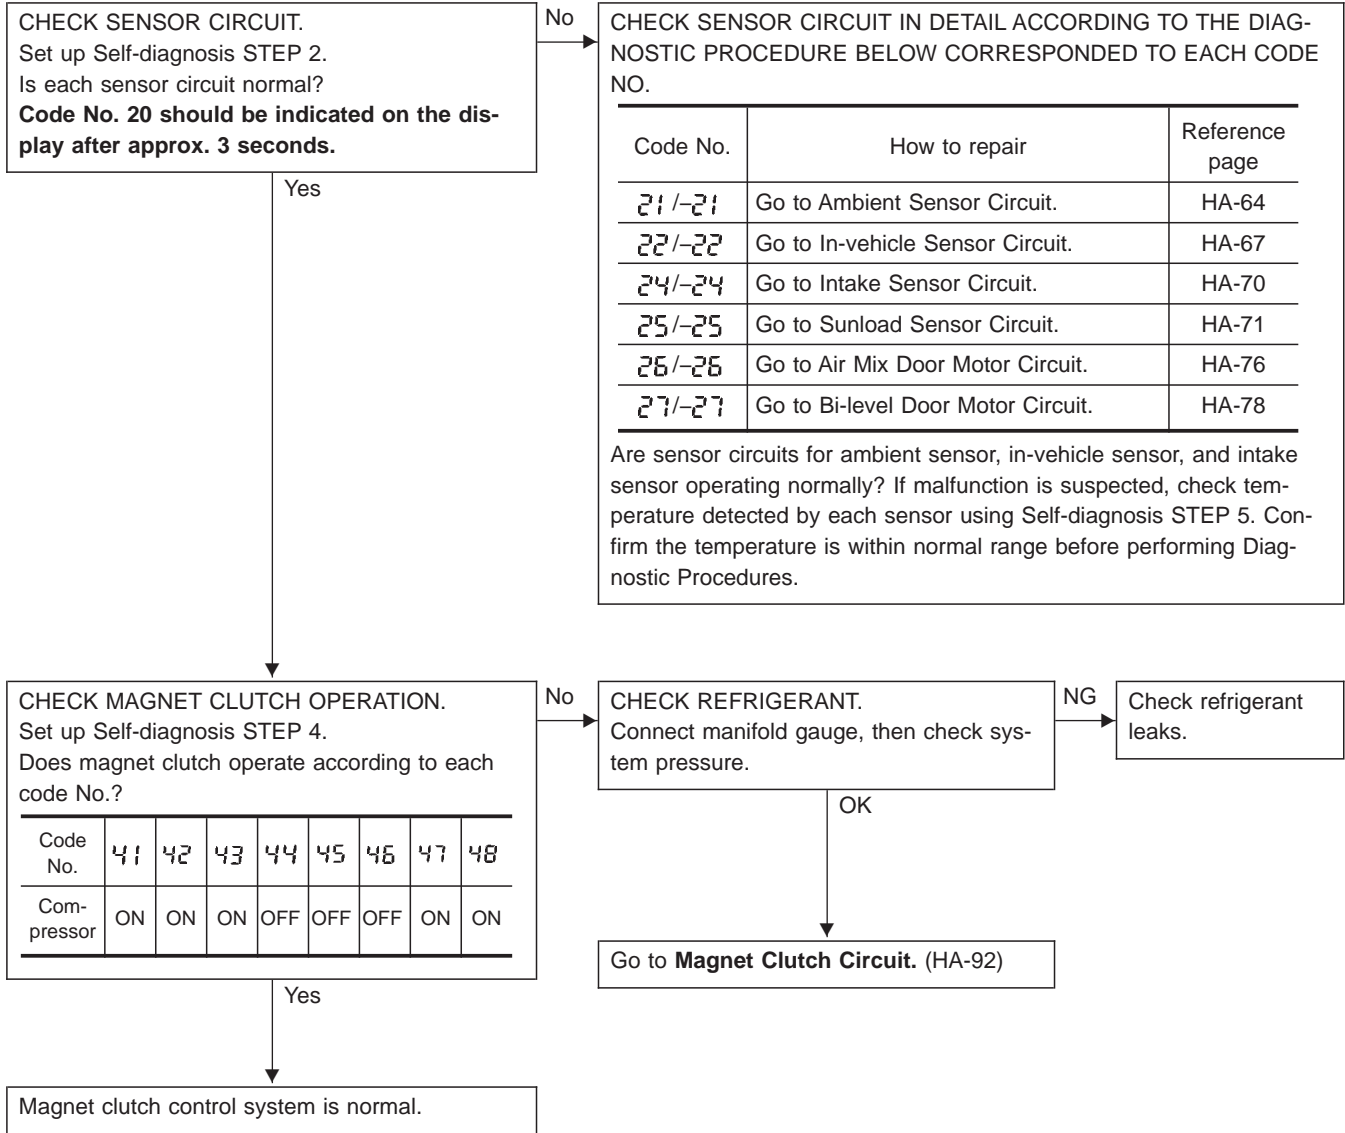 CHECK SENSOR CIRCUIT.
Set up Self-diagnosis STEP 2.
Is each sensor circuit normal?
Code No. 20 should be indicated on the dis-
play after approx. 3 seconds.
No
CHECK SENSOR CIRCUIT IN DETAIL ACCORDING TO THE DIAG-
NOSTIC PROCEDURE BELOW CORRESPONDED TO EACH CODE
NO.
Code No. How to repair Reference
page
21/–21 Go to Ambient Sensor Circuit. HA-64
22/–22 Go to In-vehicle Sensor Circuit. HA-67
24/–24 Go to Intake Sensor Circuit. HA-70
25/–25 Go to Sunload Sensor Circuit. HA-71
26/–26 Go to Air Mix Door Motor Circuit. HA-76
27/–27 Go to Bi-level Door Motor Circuit. HA-78
Are sensor circuits for ambient sensor, in-vehicle sensor, and intake
sensor operating normally? If malfunction is suspected, check tem-
perature detected by each sensor using Self-diagnosis STEP 5. Con-
firm the temperature is within normal range before performing Diag-
nostic Procedures.
Yes
CHECK MAGNET CLUTCH OPERATION.
Set up Self-diagnosis STEP 4.
Does magnet clutch operate according to each
code No.?
Code
No. 41 42 43 44 45 46 47 48
Com-
pressor ON ON ON OFF OFF OFF ON ON
No
CHECK REFRIGERANT.
Connect manifold gauge, then check sys-
tem pressure.
NG
Check refrigerant
leaks.
OK
Go to Magnet Clutch Circuit. (HA-92)
Yes
Magnet clutch control system is normal.